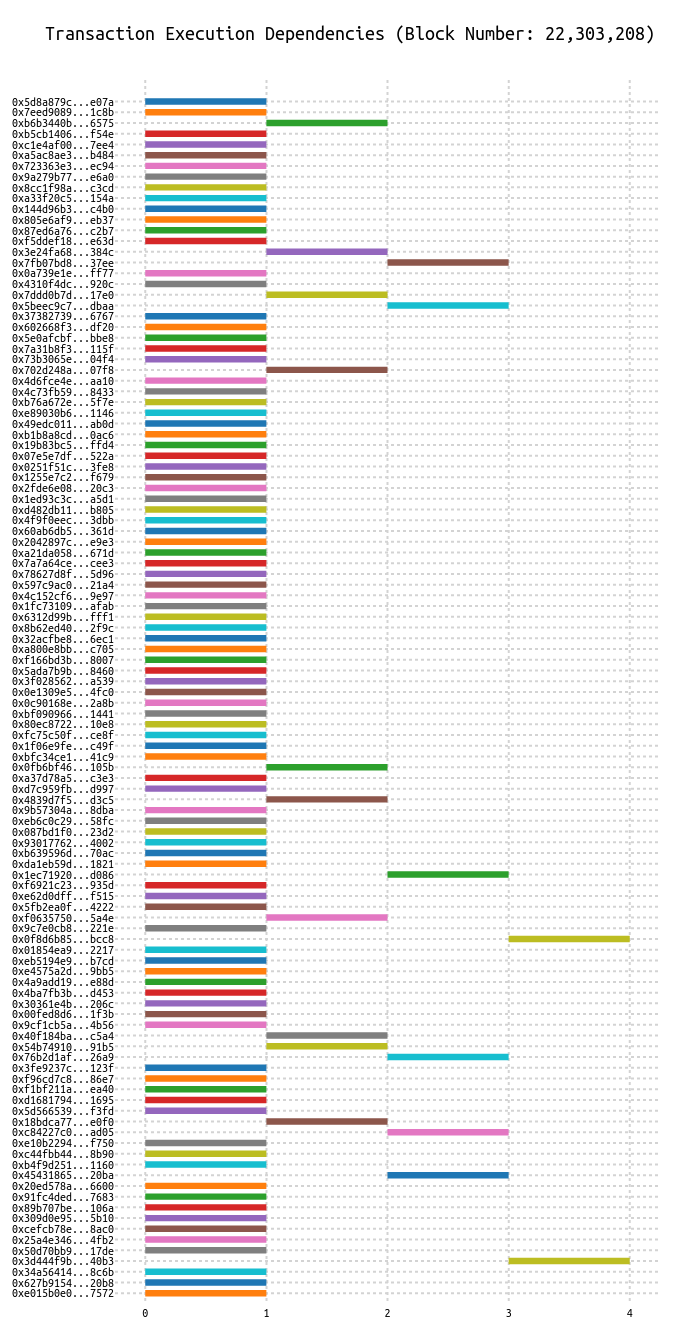 Transaction Execution Dependencies (Block Number: 22,303,208)
0x5d8a879c...e07a
0x7eed9089...1c8b
0xb6b3440b...6575
0xb5cb1406...f54e
0xc1e4af00...7ee4
0xa5ac8ae3...b484
0x723363e3...ec94
0x9a279b77...e6a0
0x8cc1f98a...c3cd
0xa33f20c5...154a
0x144d96b3...c4b0
0x805e6af9...eb37
0x87ed6a76...c2b7
0xf5ddef18...e63d
0x3e24fa68...384c
0x7fb07bd8...37ee
0x0a739e1e...ff77
0x4310f4dc...920c
0x7ddd0b7d...17e0
0x5beec9c7...dbaa
0x37382739...6767
0x602668f3...df20
0x5e0afcbf...bbe8
0x7a31b8f3...115f
0x73b3065e...04f4
0x702d248a...07f8
0x4d6fce4e...aa10
0x4c73fb59...8433
0xb76a672e...5f7e
0xe89030b6...1146
0x49edc011...ab0d
0xb1b8a8cd...0ac6
0x19b83bc5...ffd4
0x07e5e7df...522a
0x0251f51c...3fe8
0x1255e7c2...f679
0x2fde6e08...20c3
0x1ed93c3c...a5d1
0xd482db11...b805
0x4f9f0eec...3dbb
0x60ab6db5...361d
0x2042897c...e9e3
0xa21da058...671d
0x7a7a64ce...cee3
0x78627d8f...5d96
0x597c9ac0...21a4
0x4c152cf6...9e97
0x1fc73109...afab
0x6312d99b...fff1
0x8b62ed40...2f9c
0x32acfbe8...6ec1
0xa800e8bb...c705
0xf166bd3b...8007
0x5ada7b9b...8460
0x3f028562...a539
0x0e1309e5...4fc0
0x0c90168e...2a8b
0xbf090966...1441
0x80ec8722...10e8
0xfc75c50f...ce8f
0x1f06e9fe...c49f
0xbfc34ce1...41c9
0x0fb6bf46...105b
0xa37d78a5...c3e3
0xd7c959fb...d997
0x4839d7f5...d3c5
0x9b57304a...8dba
0xeb6c0c29...58fc
0x087bd1f0...23d2
0x93017762...4002
0xb639596d...70ac
0xda1eb59d...1821
0x1ec71920...d086
0xf6921c23...935d
0xe62d0dff...f515
0x5fb2ea0f...4222
0xf0635750...5a4e
0x9c7e0cb8...221e
0x0f8d6b85...bcc8
0x01854ea9...2217
0xeb5194e9...b7cd
0xe4575a2d...9bb5
0x4a9add19...e88d
0x4ba7fb3b...d453
0x30361e4b...206c
0x00fed8d6...1f3b
0x9cf1cb5a...4b56
0x40f184ba...c5a4
0x54b74910...91b5
0x76b2d1af...26a9
0x3fe9237c...123f
0xf96cd7c8...86e7
0xf1bf211a...ea40
0xd1681794...1695
0x5d566539...f3fd
0x18bdca77...e0f0
0xc84227c0...ad05
0xe10b2294...f750
0xc44fbb44...8b90
0xb4f9d251...1160
0x45431865...20ba
0x20ed578a...6600
0x91fc4ded...7683
0x89b707be...106a
0x309d0e95...5b10
0xcefcb78e...8ac0
0x25a4e346...4fb2
0x50d70bb9...17de
0x3d444f9b...40b3
0x34a56414...8c6b
0x627b9154...20b8
0xe015b0e0...7572
0 1 2 3 4